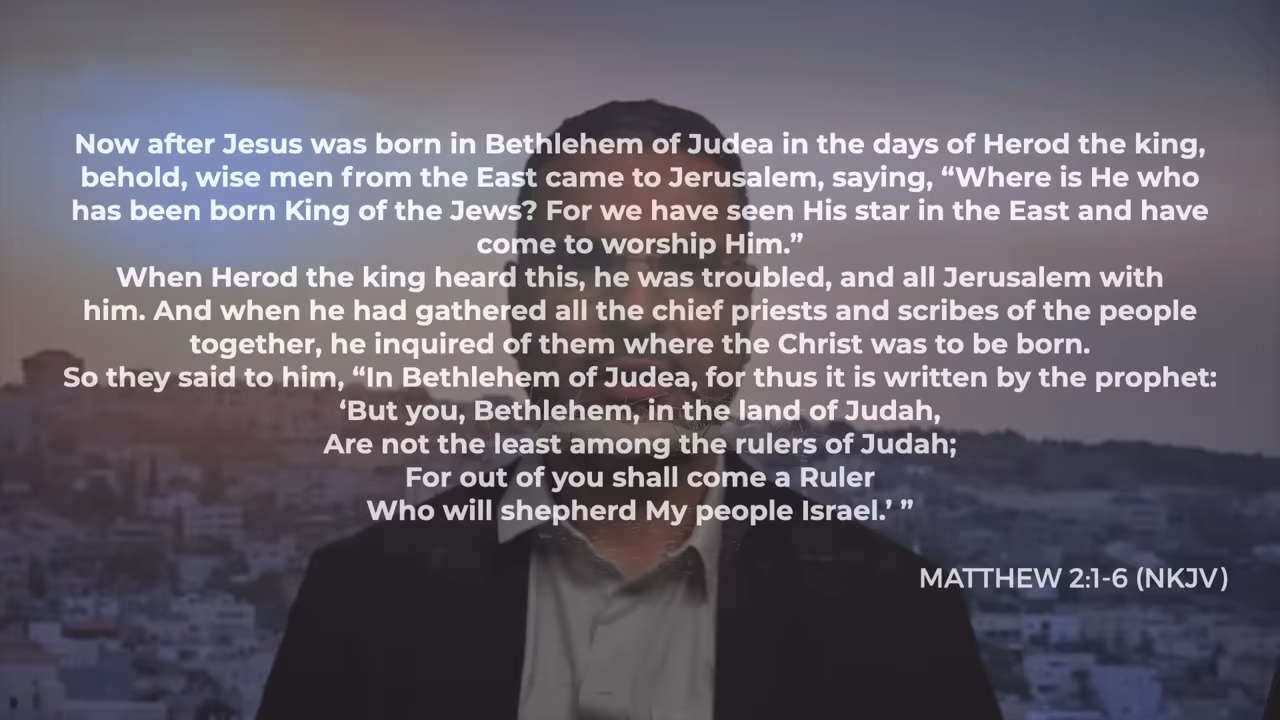 Now after Jesus was born in Bethlehem of Judea in the days of Herod the king,
behold, wise men from the East came to Jerusalem, saying, “Where is He who
has been born King of the Jews? For we have seen His star in the East and have
come to worship Him.”
When Herod the king heard this, he was troubled, and all Jerusalem with
him. And when he had gathered all the chief priests and scribes of the people
together, he inquired of them where the Christ was to be born.
So they said to him, “In Bethlehem of Judea, for thus it is written by the prophet:
‘But you, Bethlehem, in the land of Judah,
Are not the least among the rulers of Judah;
For out of you shall come a Ruler
Who will shepherd My people Israel.’ ”
MATTHEW 2:1-6 (NKJV)